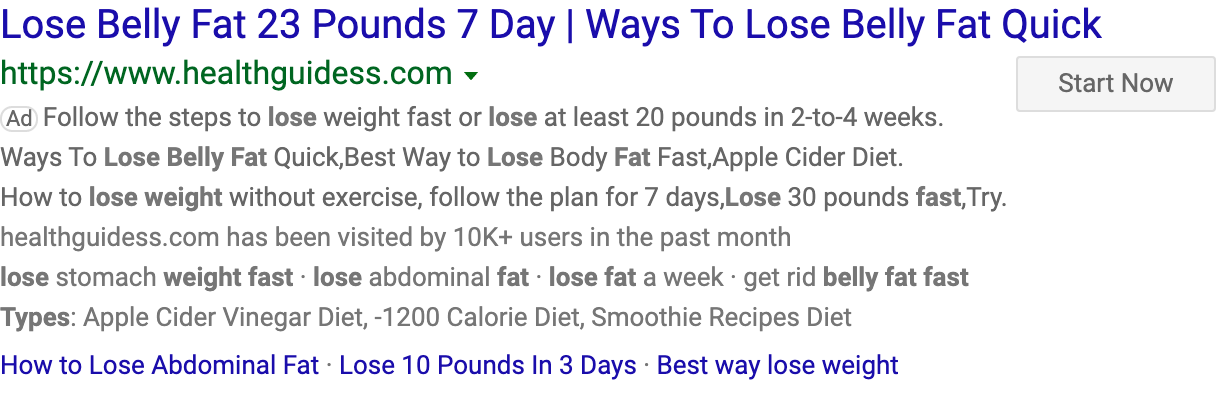 Lose Belly Fat 23 Pounds 7 Day | Ways To Lose Belly Fat Quick
https://www.healthguidess.com
Start Now
Ad Follow the steps to lose weight fast or lose at least 20 pounds in 2-to-4 weeks.
Ways To Lose Belly Fat Quick,Best Way to Lose Body Fat Fast,Apple Cider Diet.
How to lose weight without exercise, follow the plan for 7 days,Lose 30 pounds fast,Try.
healthguidess.com has been visited by 10K+ users in the past month
lose stomach weight fast · lose abdominal fat · lose fat a week · get rid belly fat fast
Types: Apple Cider Vinegar Diet, -1200 Calorie Diet, Smoothie Recipes Diet
How to Lose Abdominal Fat · Lose 10 Pounds In 3 Days · Best way lose weight